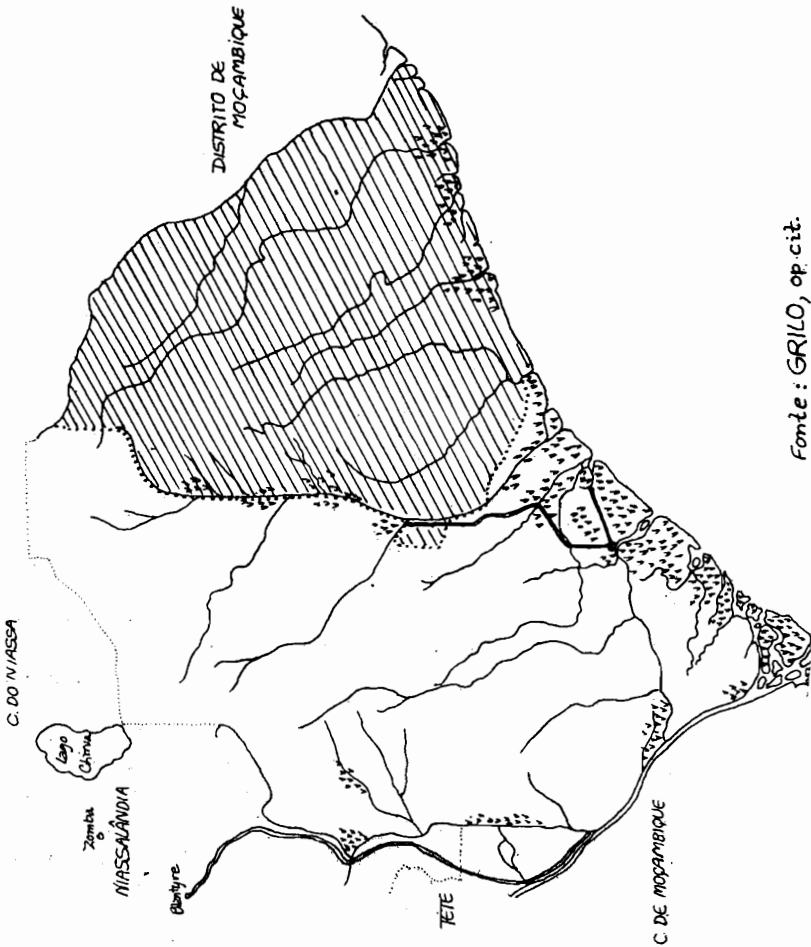 C. DO NIASSA
Lago
Chirua
Zomba
NIASSALÂNDIA
Blantyre
TETE
C. DE MOÇAMBIQUE
DISTRITO DE
MOÇAMBIQUE
Fonte: GRILO, op. cit.